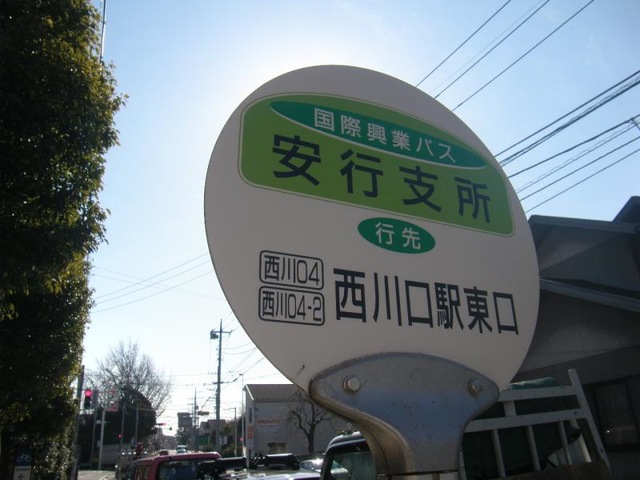 国際興業バス
安行支所
行先
西川04
西川04-2
西川口駅東口